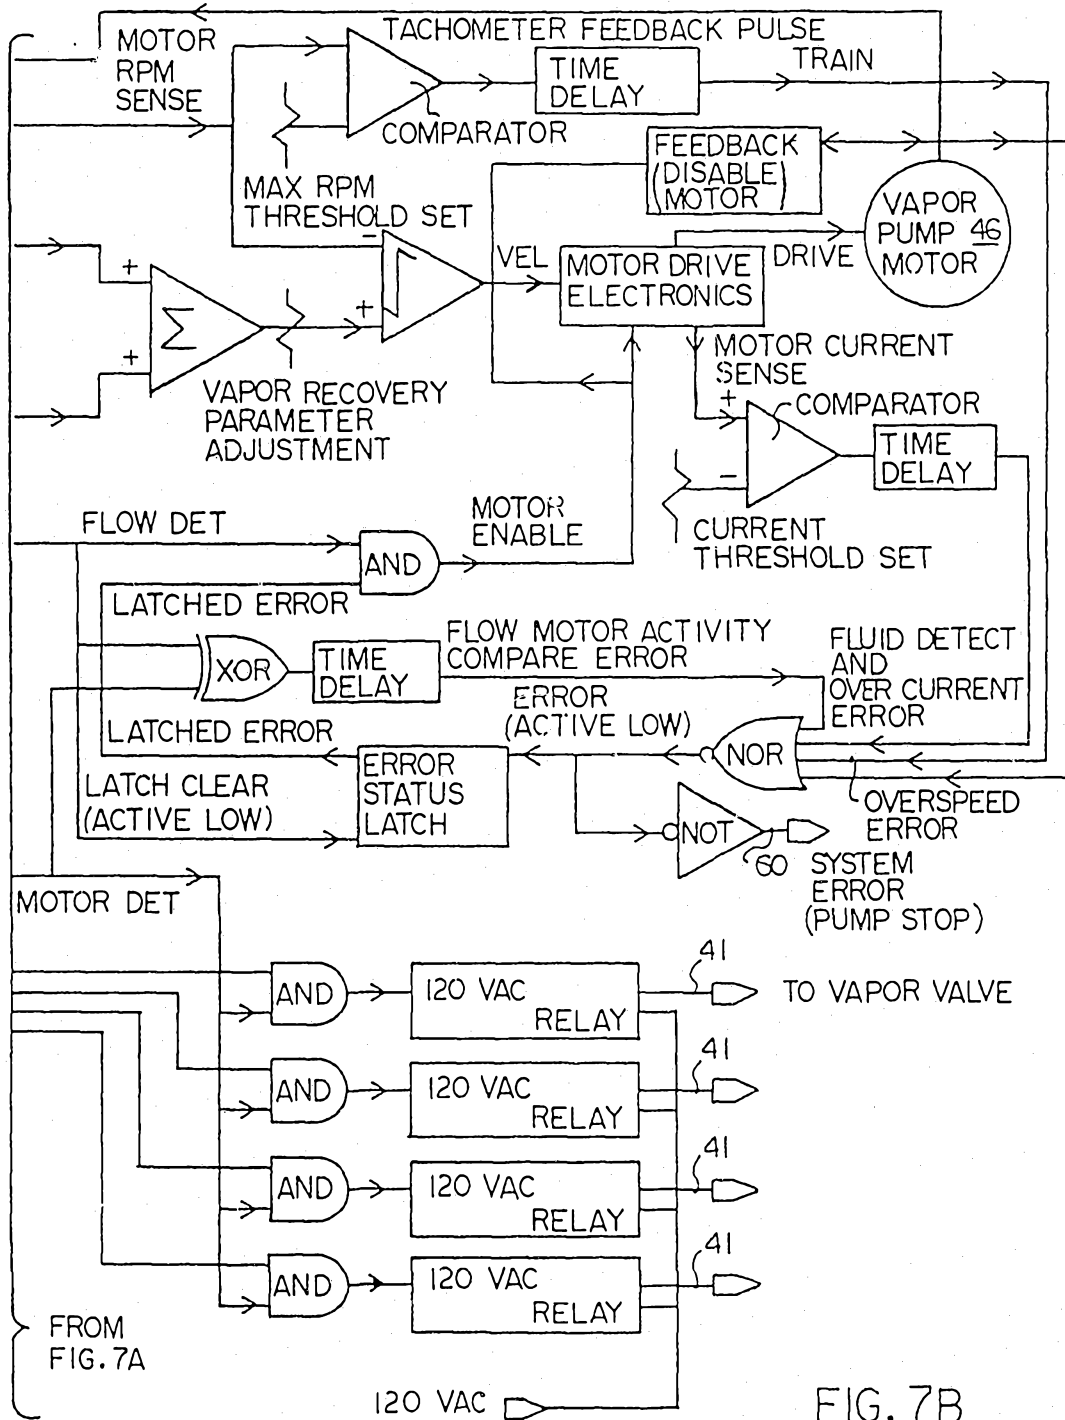 TACHOMETER FEEDBACK PULSE
TRAIN
MOTOR
RPM
SENSE
TIME
DELAY
COMPARATOR
FEEDBACK
(DISABLE)
MOTOR
MAX RPM
THRESHOLD SET
VAPOR
PUMP 46
MOTOR
-
+
VEL
MOTOR DRIVE
ELECTRONICS
DRIVE
+
Σ
+
VAPOR RECOVERY
PARAMETER
ADJUSTMENT
MOTOR CURRENT
SENSE
+
-
COMPARATOR
TIME
DELAY
CURRENT
THRESHOLD SET
FLOW DET
AND
MOTOR
ENABLE
LATCHED ERROR
XOR
TIME
DELAY
FLOW MOTOR ACTIVITY
COMPARE ERROR
FLUID DETECT
AND
OVER CURRENT
ERROR
ERROR
(ACTIVE LOW)
LATCHED ERROR
NOR
ERROR
STATUS
LATCH
LATCH CLEAR
(ACTIVE LOW)
OVERSPEED
ERROR
NOT
60
SYSTEM
ERROR
(PUMP STOP)
MOTOR DET
AND
120 VAC
RELAY
41
TO VAPOR VALVE
AND
120 VAC
RELAY
41
AND
120 VAC
RELAY
41
AND
120 VAC
RELAY
41
FROM
FIG. 7A
120 VAC
FIG. 7B